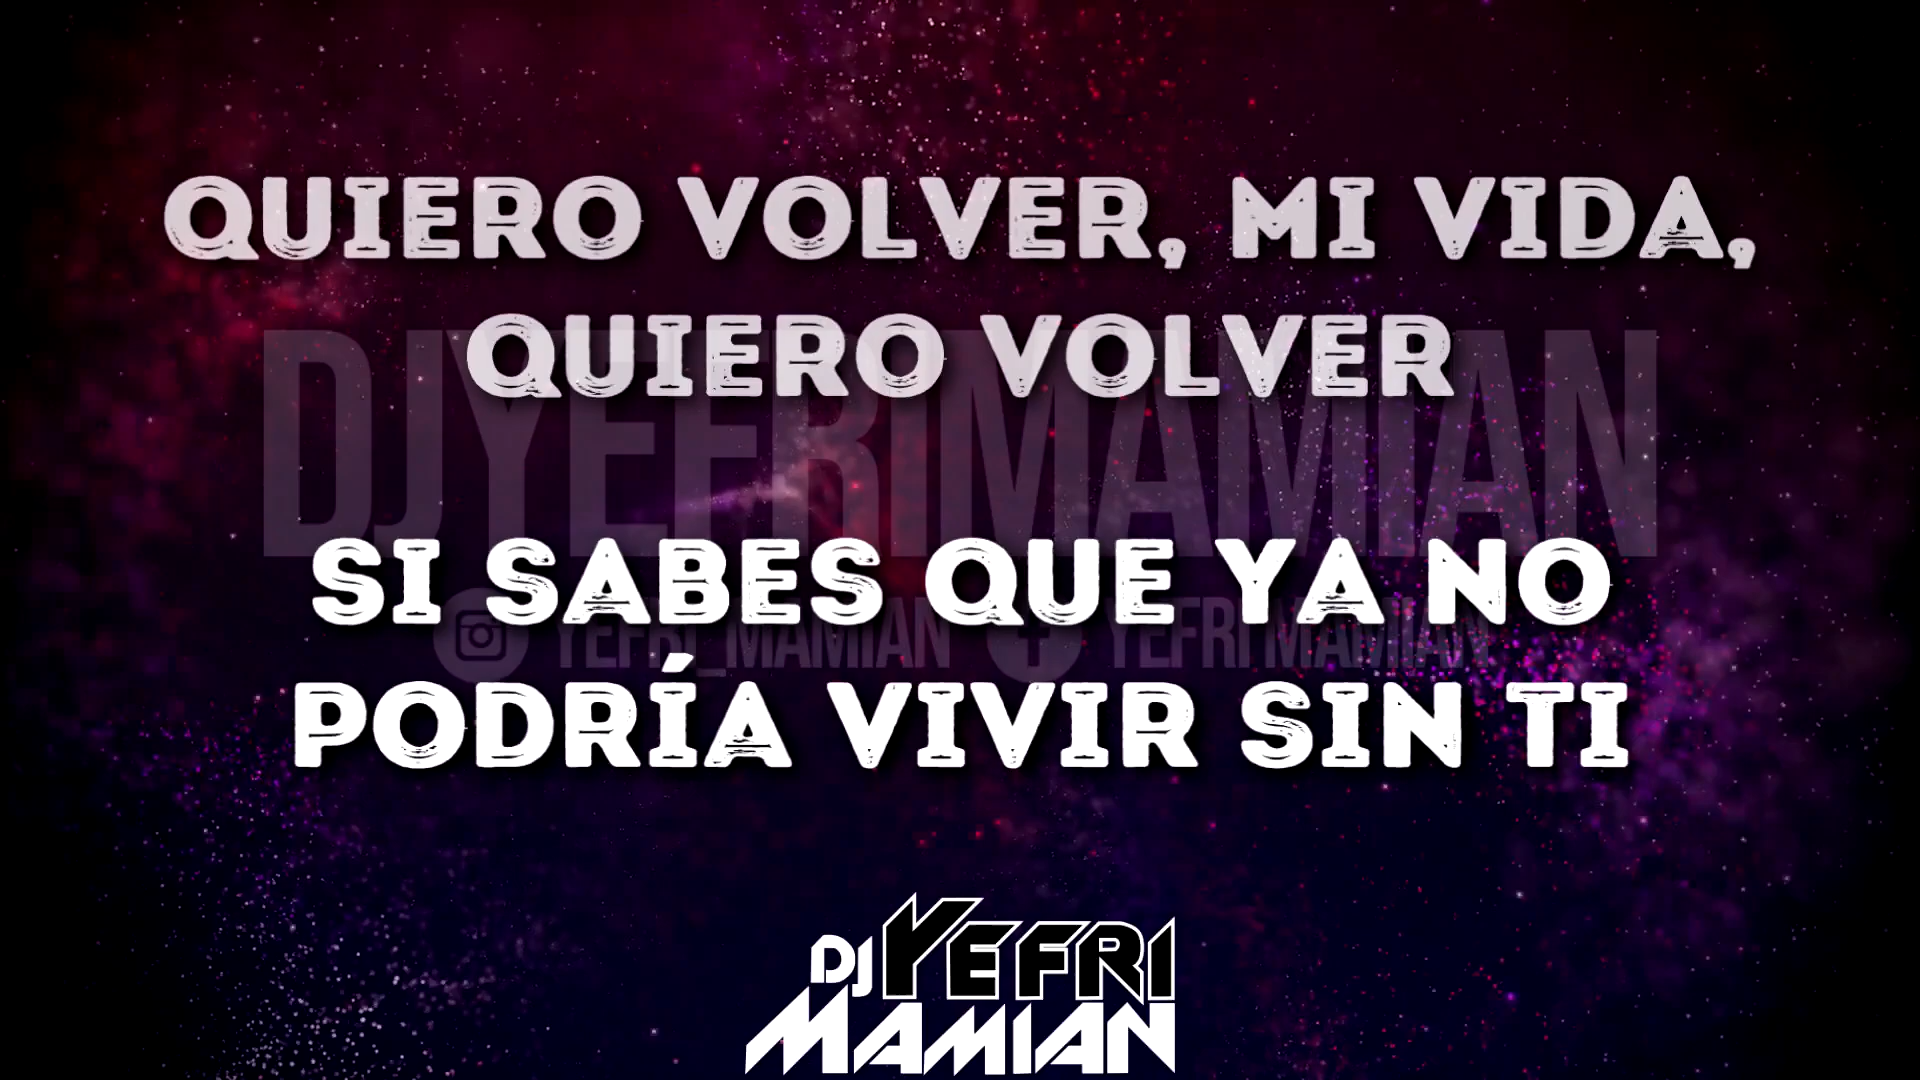 QUIERO VOLVER, MI VIDA,
QUIERO VOLVER
DJYEFRIMAMIAN
SI SABES QUE YA NO
YEFRI_MAMIAN YEFRI MAMIAN
PODRÍA VIVIR SIN TI
DJ YEFRI
MAMIAN